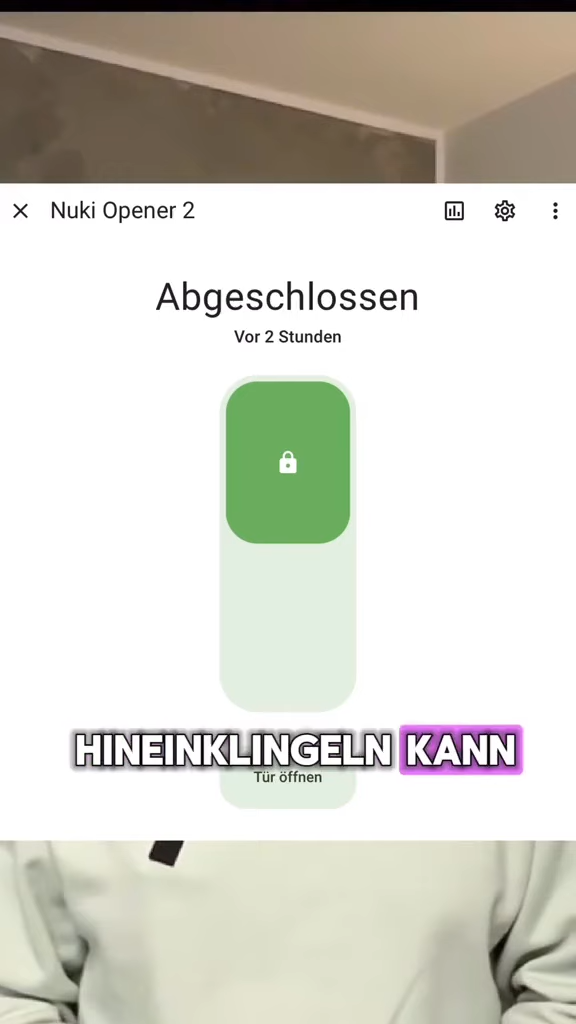 Nuki Opener 2
Abgeschlossen
Vor 2 Stunden
HINEINKLINGELN KANN
Tür öffnen